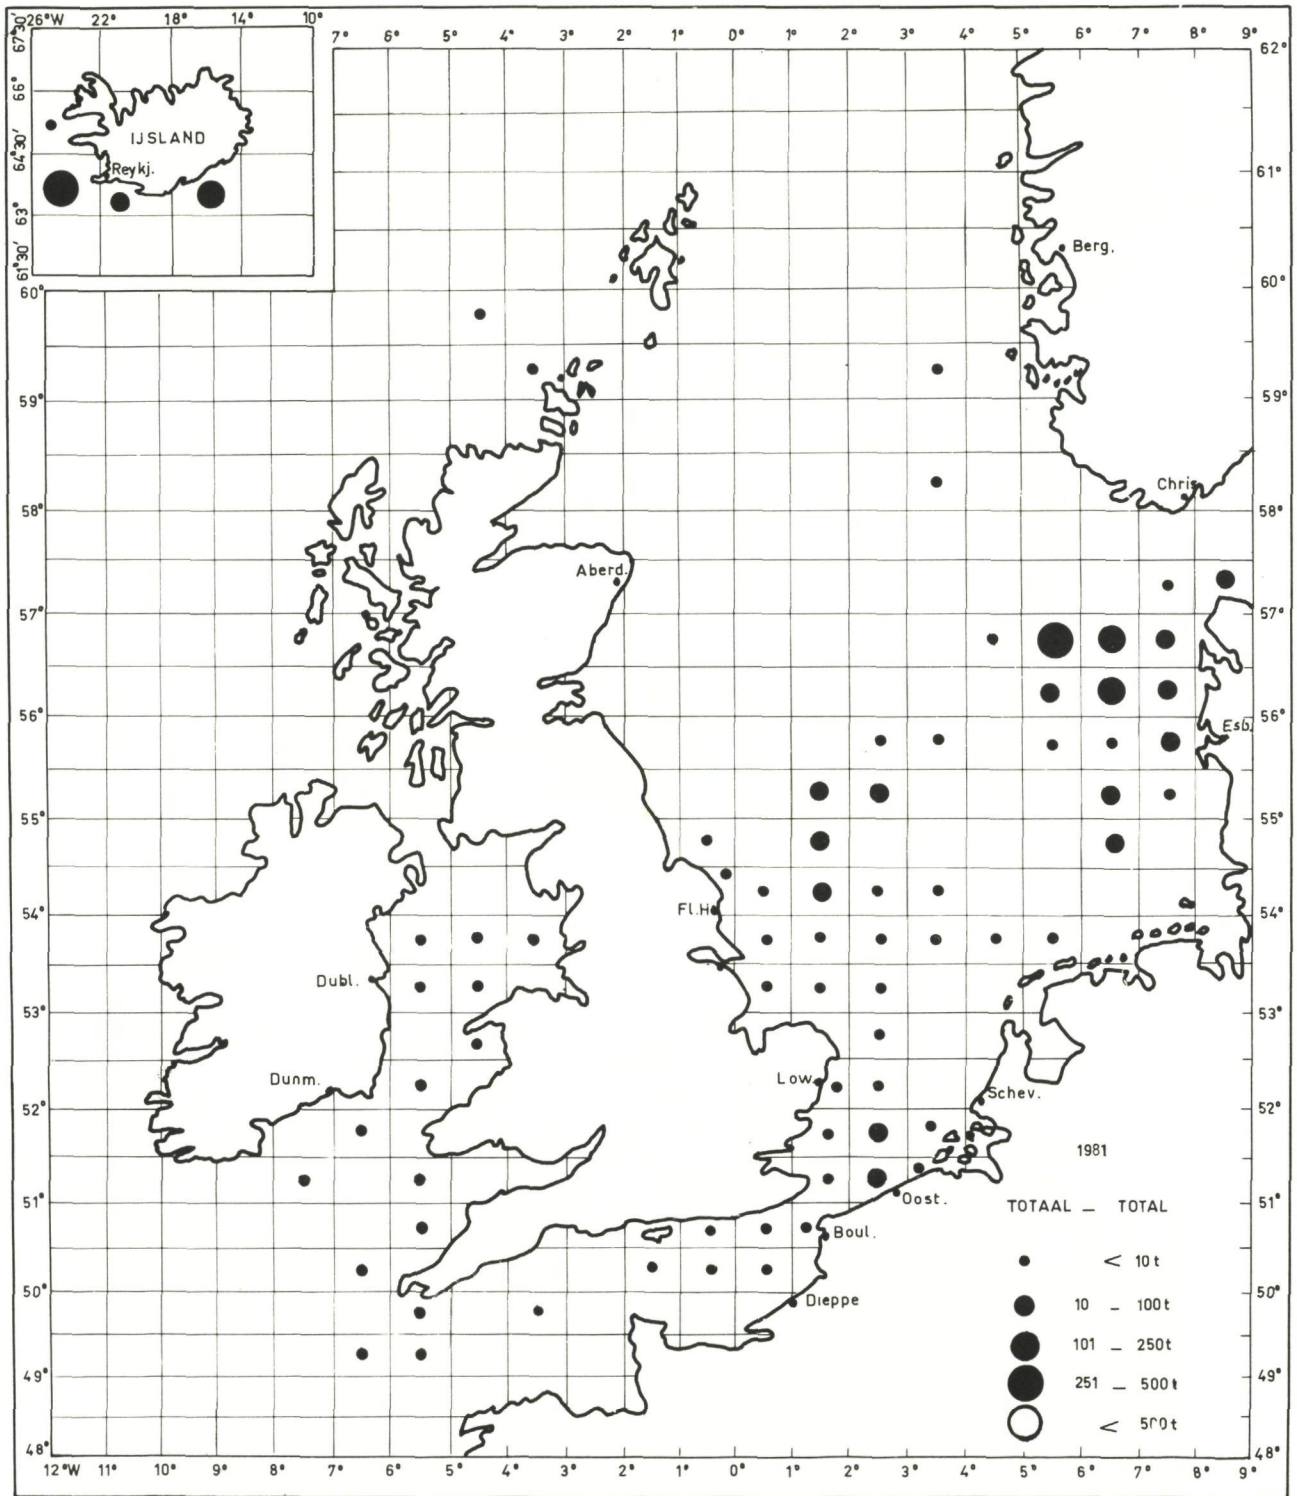 26°W 22° 18° 14° 10°
67°30'
66°
64°30'
63°
61°30'
IJSLAND
Reykj.
7° 6° 5° 4° 3° 2° 1° 0° 1° 2° 3° 4° 5° 6° 7° 8° 9°
62°
61°
Berg.
60° 60°
59° 59°
Chris
58° 58°
Aberd.
57° 57°
56° 56°
Esb.
55° 55°
54° 54°
Fl.H
Dubl.
53° 53°
Dunm.
Low.
Schev.
52° 52°
1981
51° 51°
Oost.
TOTAAL _ TOTAL
Boul.
< 10 t
50° 50°
Dieppe
10 _ 100 t
101 _ 250 t
49° 49°
251 _ 500 t
< 500 t
48° 48°
12°W 11° 10° 9° 8° 7° 6° 5° 4° 3° 2° 1° 0° 1° 2° 3° 4° 5° 6° 7° 8° 9°